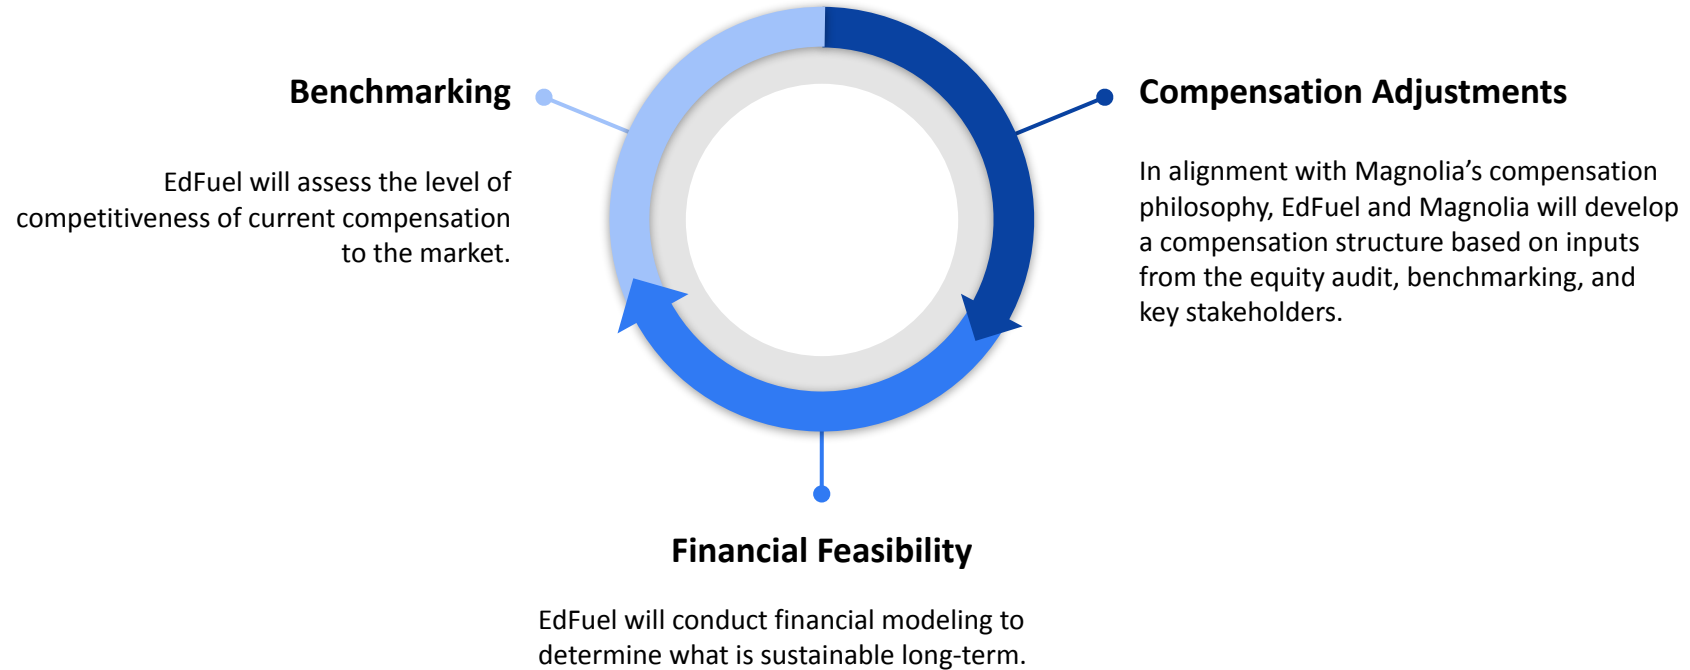 Benchmarking
EdFuel will assess the level of
competitiveness of current compensation
to the market.
Compensation Adjustments
In alignment with Magnolia’s compensation
philosophy, EdFuel and Magnolia will develop
a compensation structure based on inputs
from the equity audit, benchmarking, and
key stakeholders.
Financial Feasibility
EdFuel will conduct financial modeling to
determine what is sustainable long-term.